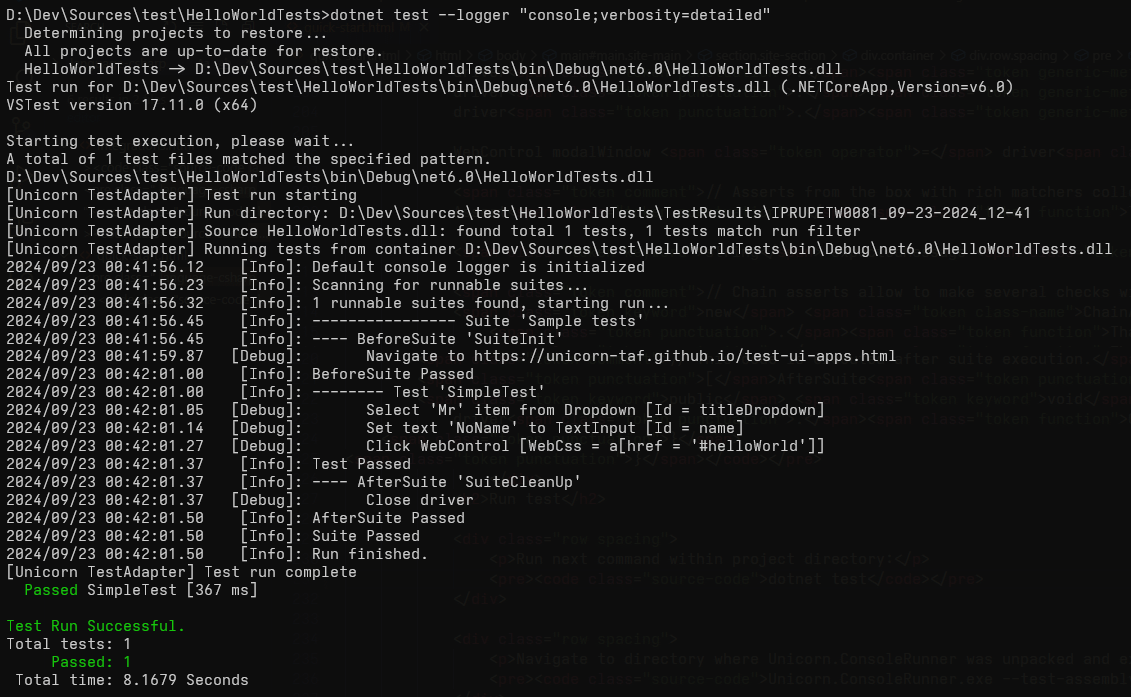 D:\Dev\Sources\test\HelloWorldTests>dotnet test --logger "console;verbosity=detailed"
  Determining projects to restore...
  All projects are up-to-date for restore.
  HelloWorldTests -> D:\Dev\Sources\test\HelloWorldTests\bin\Debug\net6.0\HelloWorldTests.dll
Test run for D:\Dev\Sources\test\HelloWorldTests\bin\Debug\net6.0\HelloWorldTests.dll (.NETCoreApp,Version=v6.0)
VSTest version 17.11.0 (x64)

Starting test execution, please wait...
A total of 1 test files matched the specified pattern.
D:\Dev\Sources\test\HelloWorldTests\bin\Debug\net6.0\HelloWorldTests.dll
[Unicorn TestAdapter] Test run starting
[Unicorn TestAdapter] Run directory: D:\Dev\Sources\test\HelloWorldTests\TestResults\IPRUPETW0081_09-23-2024_12-41
[Unicorn TestAdapter] Source HelloWorldTests.dll: found total 1 tests, 1 tests match run filter
[Unicorn TestAdapter] Running tests from container D:\Dev\Sources\test\HelloWorldTests\bin\Debug\net6.0\HelloWorldTests.dll
2024/09/23 00:41:56.12    [Info]: Default console logger is initialized
2024/09/23 00:41:56.23    [Info]: Scanning for runnable suites...
2024/09/23 00:41:56.32    [Info]: 1 runnable suites found, starting run...
2024/09/23 00:41:56.45    [Info]: ---------------- Suite 'Sample tests'
2024/09/23 00:41:56.45    [Info]: ---- BeforeSuite 'SuiteInit'
2024/09/23 00:41:59.87   [Debug]:       Navigate to https://unicorn-taf.github.io/test-ui-apps.html
2024/09/23 00:42:01.00    [Info]: BeforeSuite Passed
2024/09/23 00:42:01.00    [Info]: -------- Test 'SimpleTest'
2024/09/23 00:42:01.05   [Debug]:       Select 'Mr' item from Dropdown [Id = titleDropdown]
2024/09/23 00:42:01.14   [Debug]:       Set text 'NoName' to TextInput [Id = name]
2024/09/23 00:42:01.27   [Debug]:       Click WebControl [WebCss = a[href = '#helloWorld']]
2024/09/23 00:42:01.37    [Info]: Test Passed
2024/09/23 00:42:01.37    [Info]: ---- AfterSuite 'SuiteCleanUp'
2024/09/23 00:42:01.37   [Debug]:       Close driver
2024/09/23 00:42:01.50    [Info]: AfterSuite Passed
2024/09/23 00:42:01.50    [Info]: Suite Passed
2024/09/23 00:42:01.50    [Info]: Run finished.
[Unicorn TestAdapter] Test run complete
  Passed SimpleTest [367 ms]

Test Run Successful.
Total tests: 1
     Passed: 1
 Total time: 8.1679 Seconds